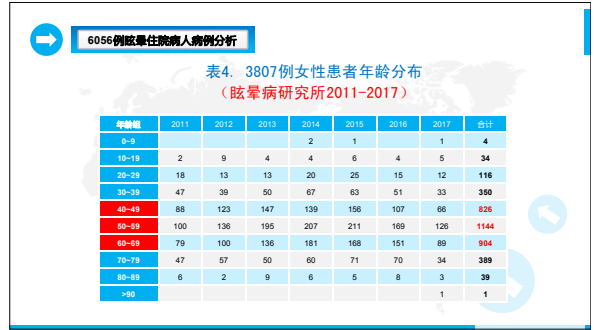 6056例眩晕住院病人病例分析
表4. 3807例女性患者年龄分布
（眩晕病研究所2011-2017）
年龄组 2011 2012 2013 2014 2015 2016 2017 合计
0-9 2 1 1 4
10-19 2 9 4 4 6 4 5 34
20-29 18 13 13 20 25 15 12 116
30-39 47 39 50 67 63 51 33 350
40-49 88 123 147 139 156 107 66 826
50-59 100 136 195 207 211 169 126 1144
60-69 79 100 136 181 168 151 89 904
70-79 47 57 50 60 71 70 34 389
80-89 6 2 9 6 5 8 3 39
>90 1 1